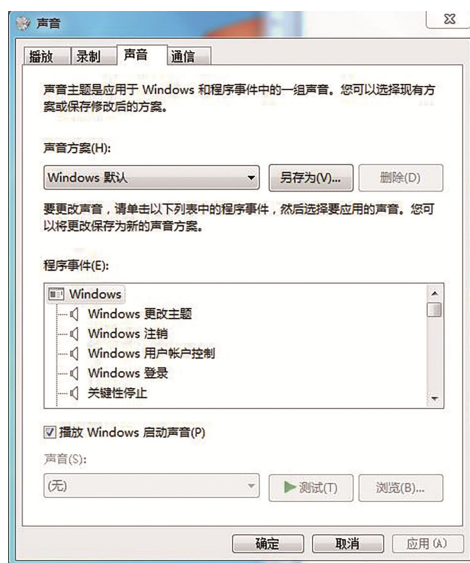 声音
播放 录制 声音 通信
声音主题是应用于 Windows 和程序事件中的一组声音。您可以选择现有方
案或保存修改后的方案。
声音方案(H):
Windows 默认 另存为(V)... 删除(D)
要更改声音，请单击以下列表中的程序事件，然后选择要应用的声音。您可
以将更改保存为新的声音方案。
程序事件(E):
Windows
Windows 更改主题
Windows 注销
Windows 用户帐户控制
Windows 登录
关键性停止
播放 Windows 启动声音(P)
声音(S):
(无) 测试(T) 浏览(B)...
确定 取消 应用(A)